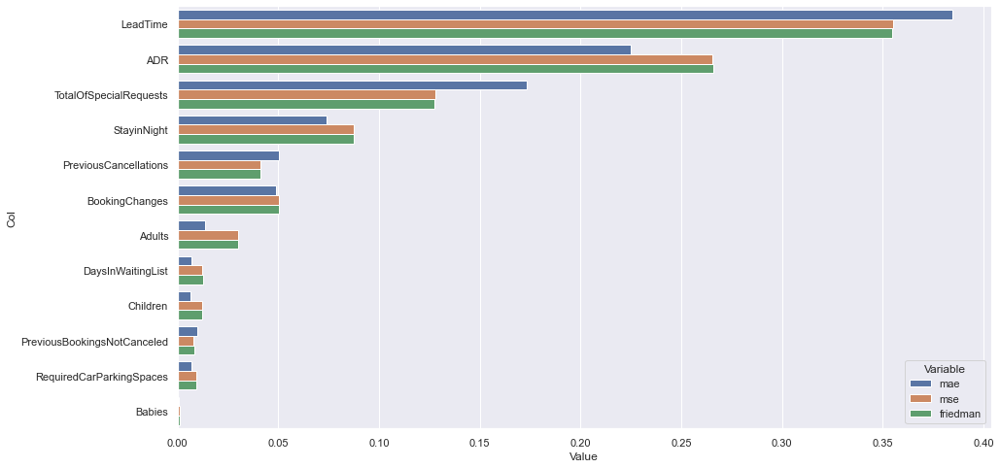 LeadTime
ADR
TotalOfSpecialRequests
StayinNight
PreviousCancellations
BookingChanges
Adults
DaysInWaitingList
Children
PreviousBookingsNotCanceled
RequiredCarParkingSpaces
Babies
Col
Variable
mae
mse
friedman
0.00 0.05 0.10 0.15 0.20 0.25 0.30 0.35 0.40
Value